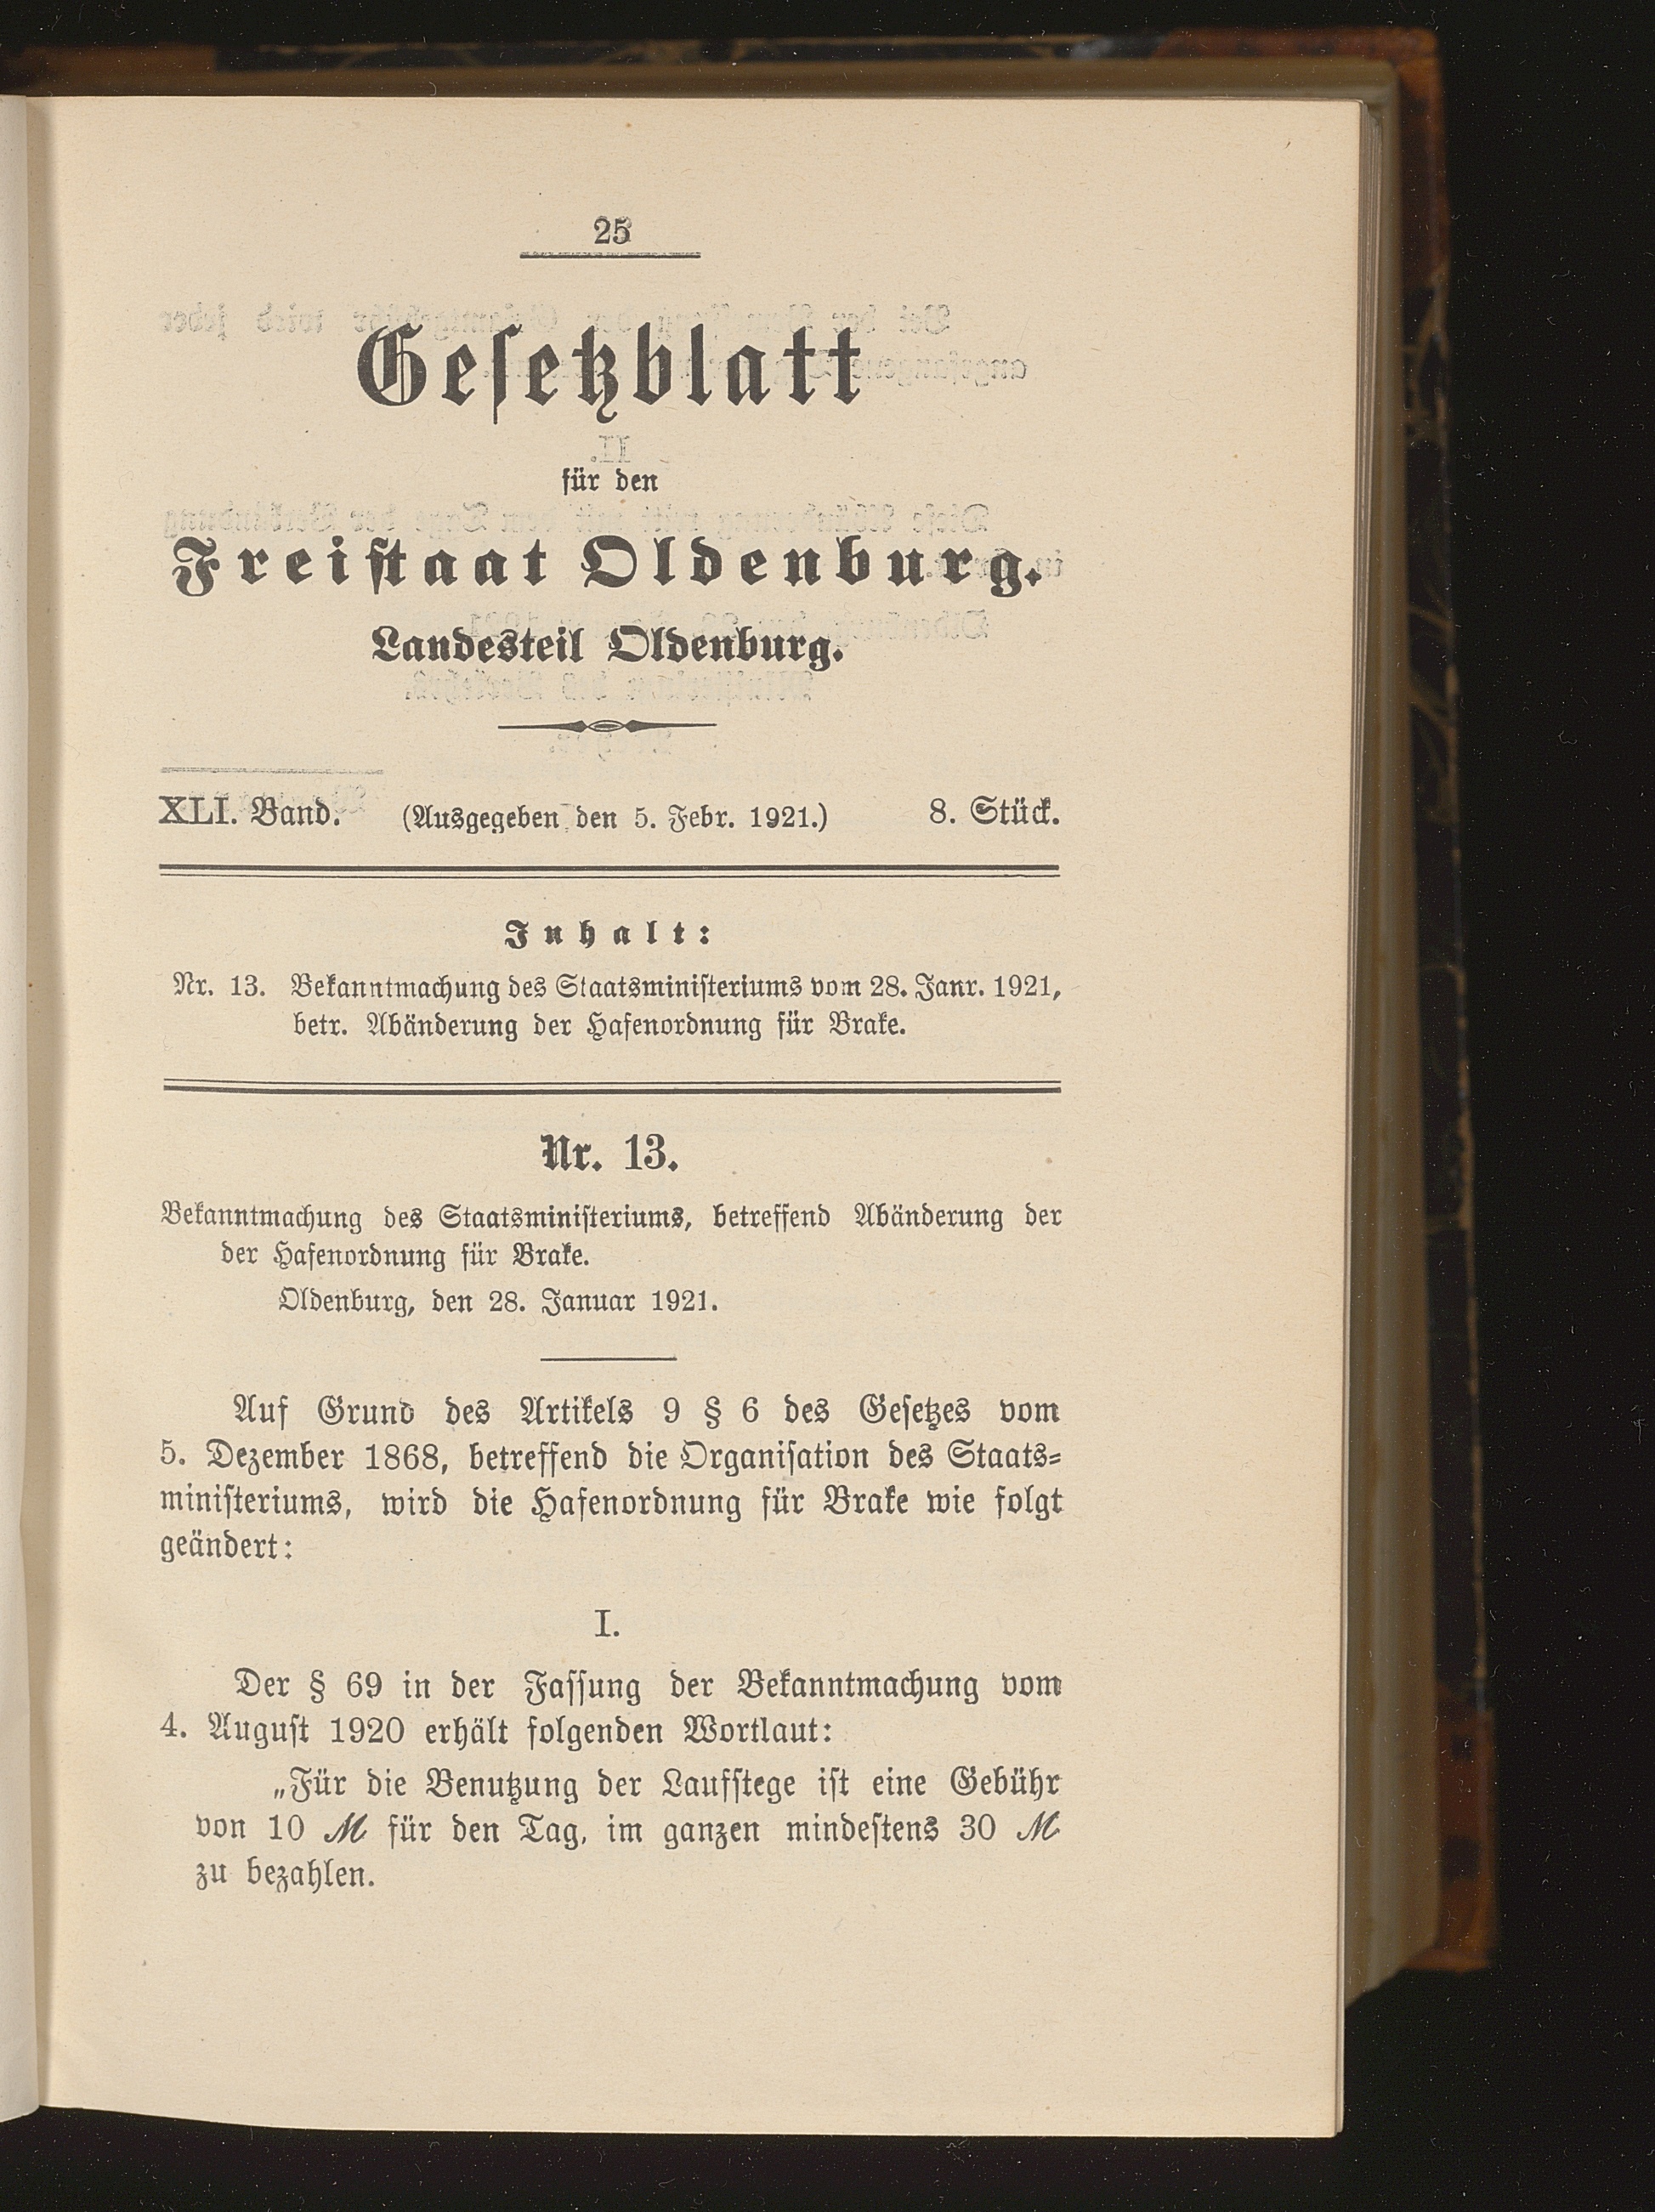 25
Gesetzblatt
für den
Freistaat Oldenburg.
Landesteil Oldenburg.
XLI. Band. (Ausgegeben den 5. Febr. 1921.) 8. Stück.
Inhalt:
Nr. 13. Bekanntmachung des Staatsministeriums vom 28. Janr. 1921,
betr. Abänderung der Hafenordnung für Brake.
Nr. 13.
Bekanntmachung des Staatsministeriums, betreffend Abänderung der
der Hafenordnung für Brake.
Oldenburg, den 28. Januar 1921.
Auf Grund des Artikels 9 § 6 des Gesetzes vom
5. Dezember 1868, betreffend die Organisation des Staats-
ministeriums, wird die Hafenordnung für Brake wie folgt
geändert:
I.
Der § 69 in der Fassung der Bekanntmachung vom
4. August 1920 erhält folgenden Wortlaut:
„Für die Benutzung der Laufstege ist eine Gebühr
von 10 ℳ für den Tag, im ganzen mindestens 30 ℳ
zu bezahlen.